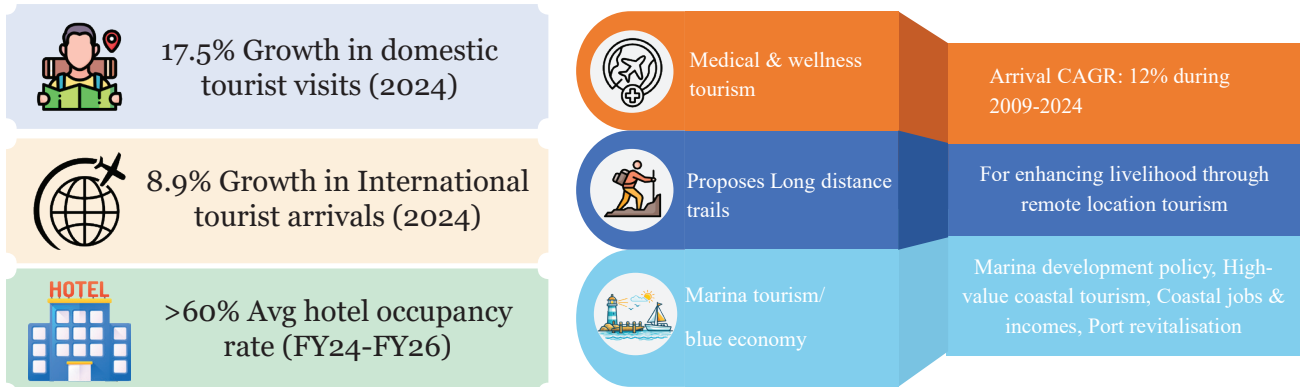 17.5% Growth in domestic
tourist visits (2024)
8.9% Growth in International
tourist arrivals (2024)
HOTEL
>60% Avg hotel occupancy
rate (FY24-FY26)
Medical & wellness
tourism
Arrival CAGR: 12% during
2009-2024
Proposes Long distance
trails
For enhancing livelihood through
remote location tourism
Marina tourism/
blue economy
Marina development policy, High-
value coastal tourism, Coastal jobs &
incomes, Port revitalisation